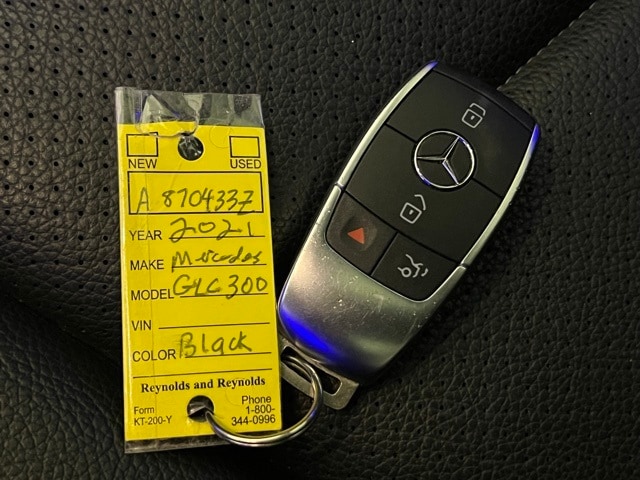 NEW USED
A 870433Z
YEAR 2021
MAKE Mercedes
MODEL GLC300
VIN
COLOR Black
Reynolds and Reynolds
Form
KT-200-Y
Phone
1-800-
344-0996